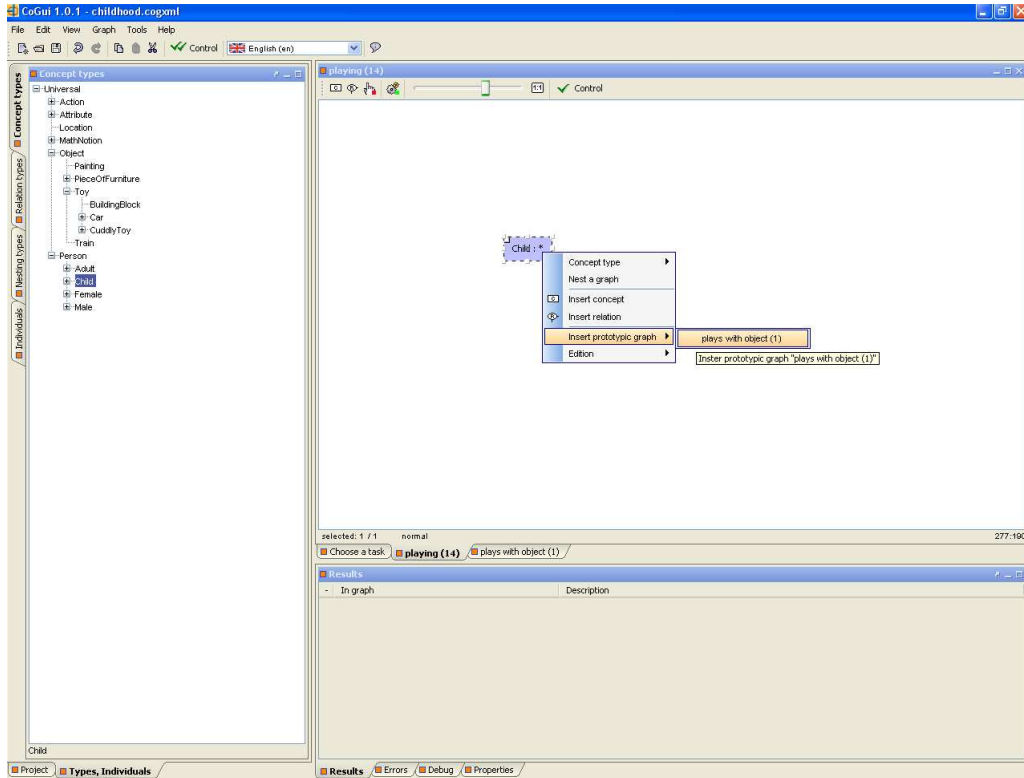 CoGui 1.0.1 - childhood.cogxml
File Edit View Graph Tools Help
Control English (en)
Concept types
Relation types
Nesting types
Individuals
Concept types
Universal
Action
Attribute
Location
MathNotion
Object
Painting
PieceOfFurniture
Toy
BuildingBlock
Car
CuddlyToy
Train
Person
Adult
Child
Female
Male
Child
Project Types, Individuals
playing (14)
1:1 Control
Child : *
Concept type
Nest a graph
Insert concept
Insert relation
Insert prototypic graph
Edition
plays with object (1)
Inster prototypic graph "plays with object (1)"
selected: 1 / 1 normal 277:190
Choose a task playing (14) plays with object (1)
Results
- In graph Description
Results Errors Debug Properties